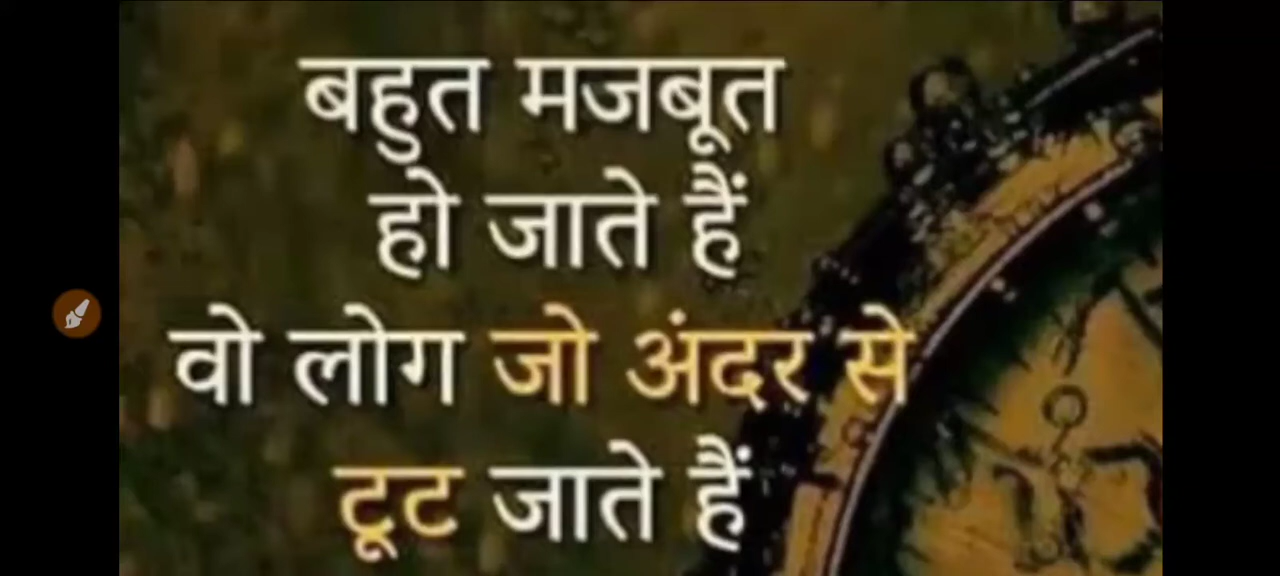 बहुत मजबूत
हो जाते हैं
वो लोग जो अंदर से
टूट जाते हैं